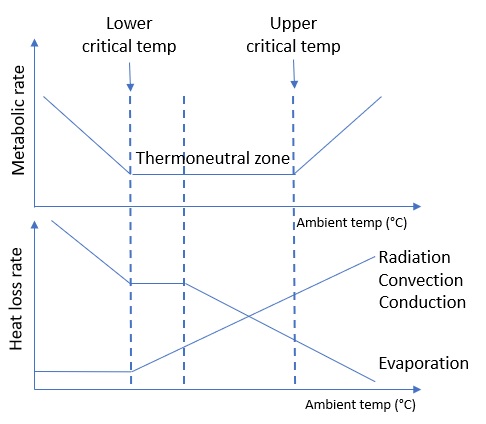 Lower
critical temp
Upper
critical temp
Metabolic rate
Thermoneutral zone
Ambient temp (°C)
Heat loss rate
Radiation
Convection
Conduction
Evaporation
Ambient temp (°C)